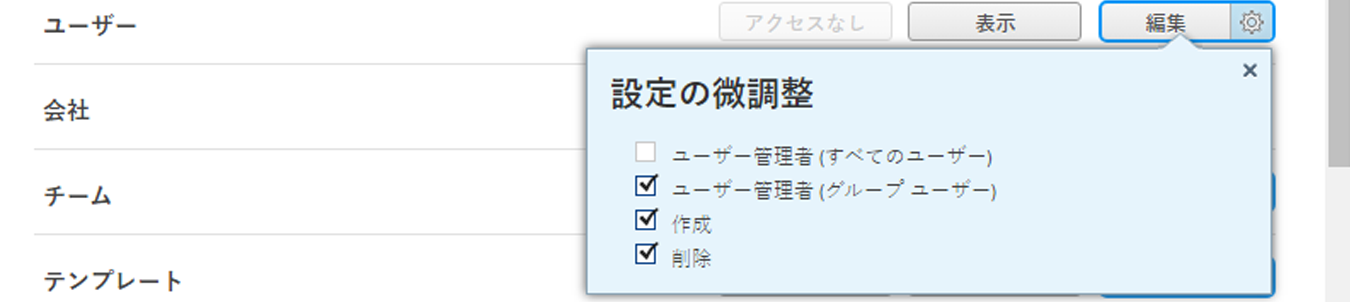 ユーザー
アクセスなし
表示
編集
設定の微調整
ユーザー管理者 (すべてのユーザー)
ユーザー管理者 (グループ ユーザー)
作成
削除
会社
チーム
テンプレート